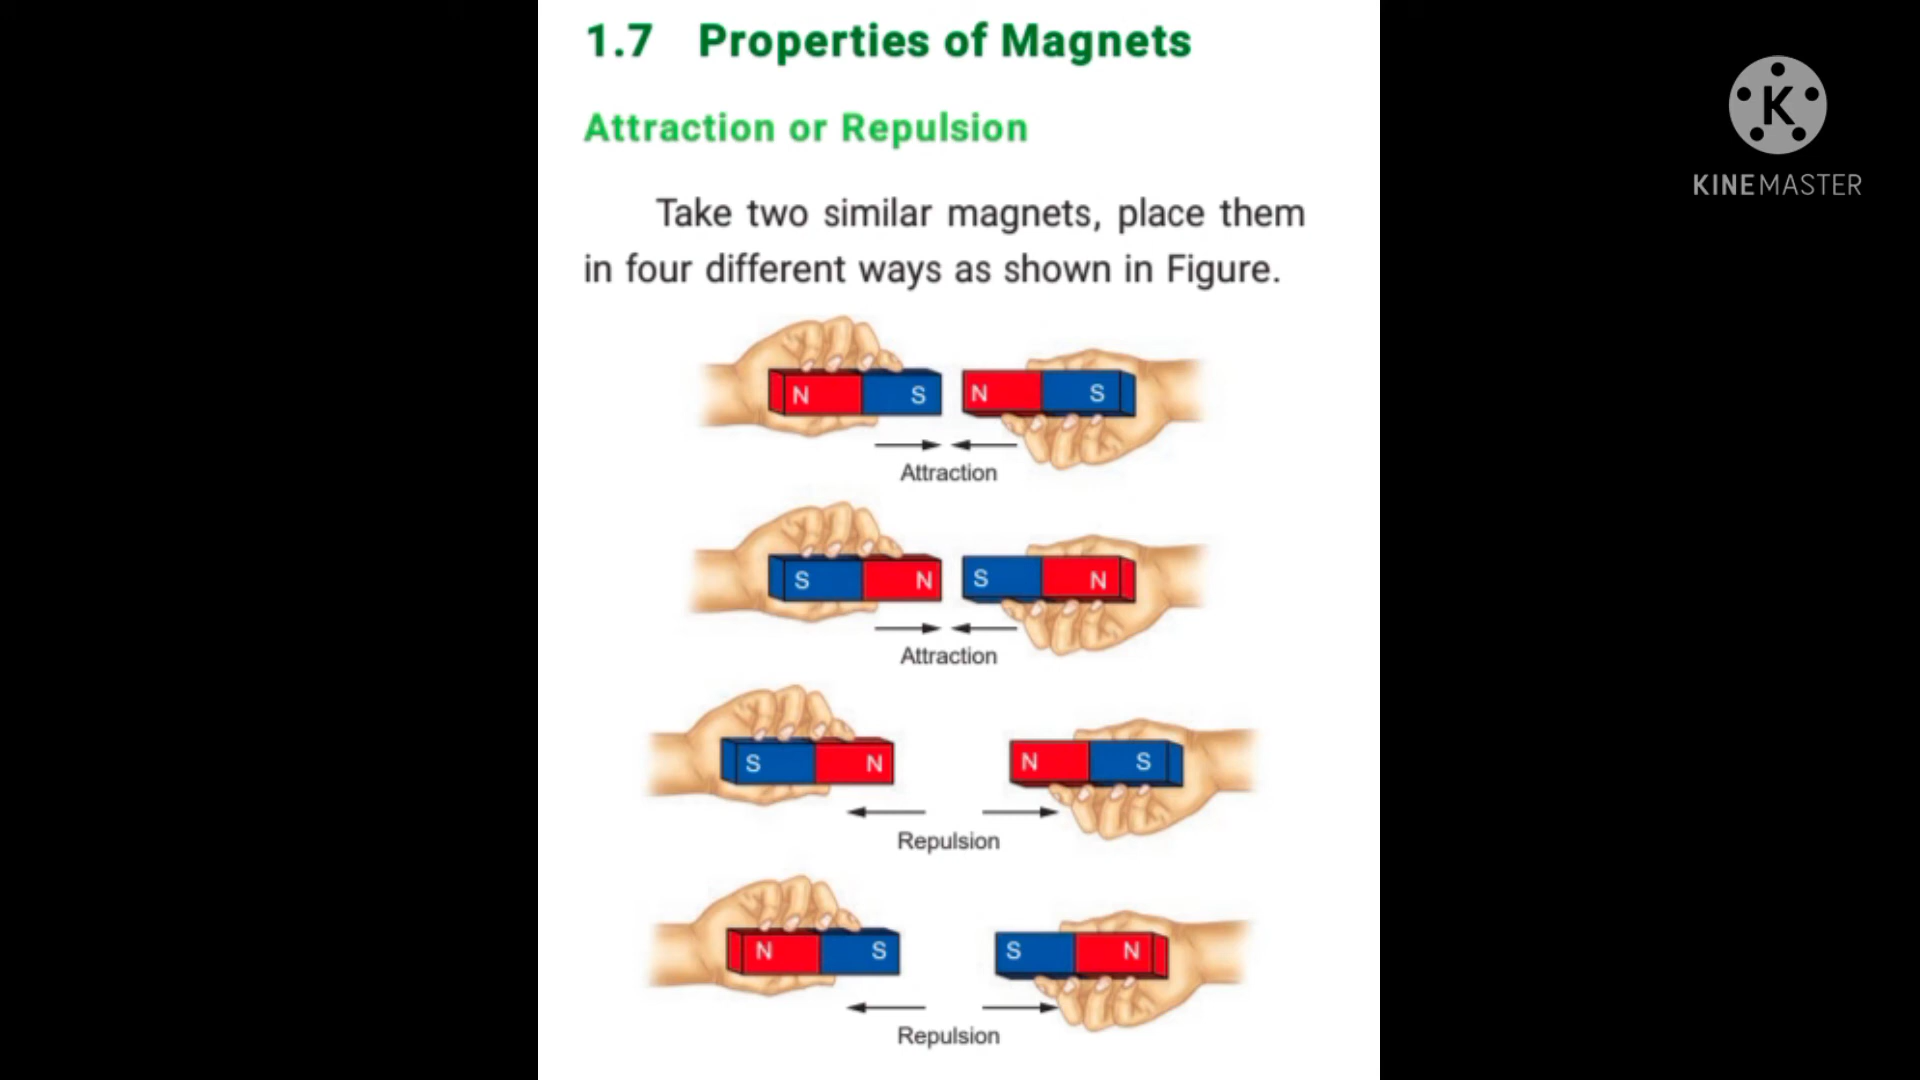 1.7 Properties of Magnets
Attraction or Repulsion
Take two similar magnets, place them
in four different ways as shown in Figure.
N S N S
Attraction
S N S N
Attraction
S N N S
Repulsion
N S S N
Repulsion
K
KINEMASTER